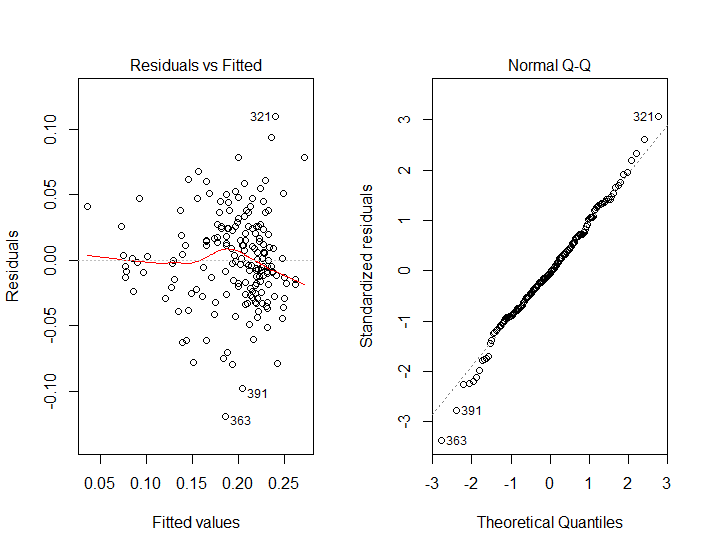 Residuals vs Fitted
Residuals
0.10
0.05
0.00
-0.05
-0.10
321
391
363
0.05 0.10 0.15 0.20 0.25
Fitted values
Normal Q-Q
Standardized residuals
3
2
1
0
-1
-2
-3
321
391
363
-3 -2 -1 0 1 2 3
Theoretical Quantiles